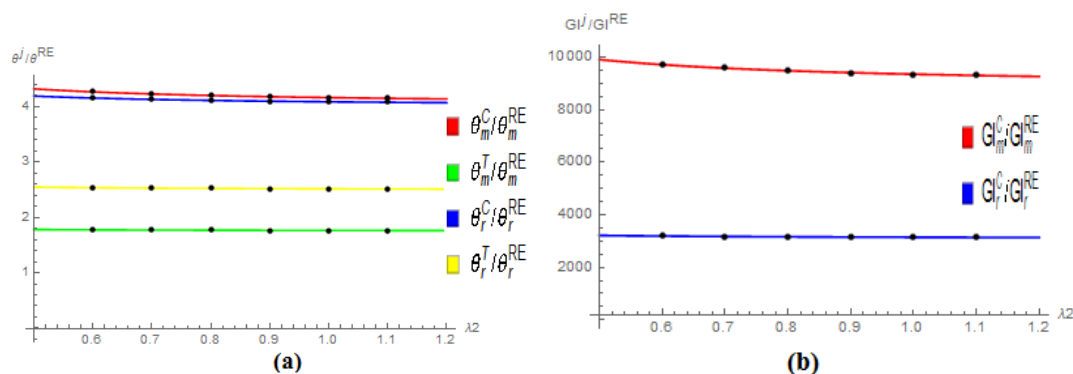 θ^j/θ^RE
4
3
2
1
0.6 0.7 0.8 0.9 1.0 1.1 1.2 λ2
θ_m^C/θ_m^RE
θ_m^T/θ_m^RE
θ_r^C/θ_r^RE
θ_r^T/θ_r^RE
(a)
GI^j/GI^RE
10000
8000
6000
4000
2000
0.6 0.7 0.8 0.9 1.0 1.1 1.2 λ2
GI_m^C/GI_m^RE
GI_r^C/GI_r^RE
(b)